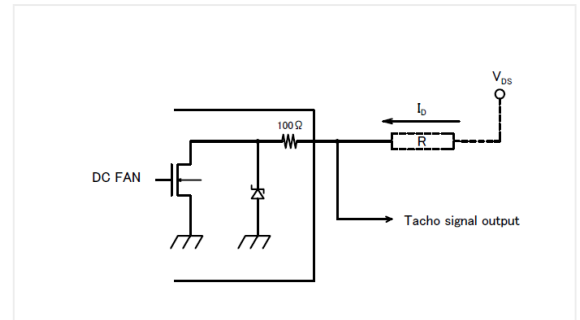 V_DS
I_D
100Ω
R
DC FAN
Tacho signal output